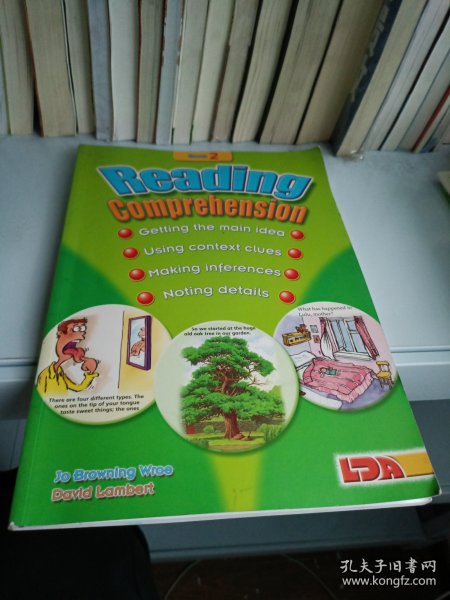 Book 2
Reading
Comprehension
Getting the main idea
Using context clues
Making inferences
Noting details
There are four different types. The
ones on the tip of your tongue
taste sweet things; the ones
So we started at the huge
old oak tree in our garden.
What has happened in
Lulu, mother?
Jo Browning Wroe
David Lambert
LDA
孔夫子旧书网
www.kongfz.com